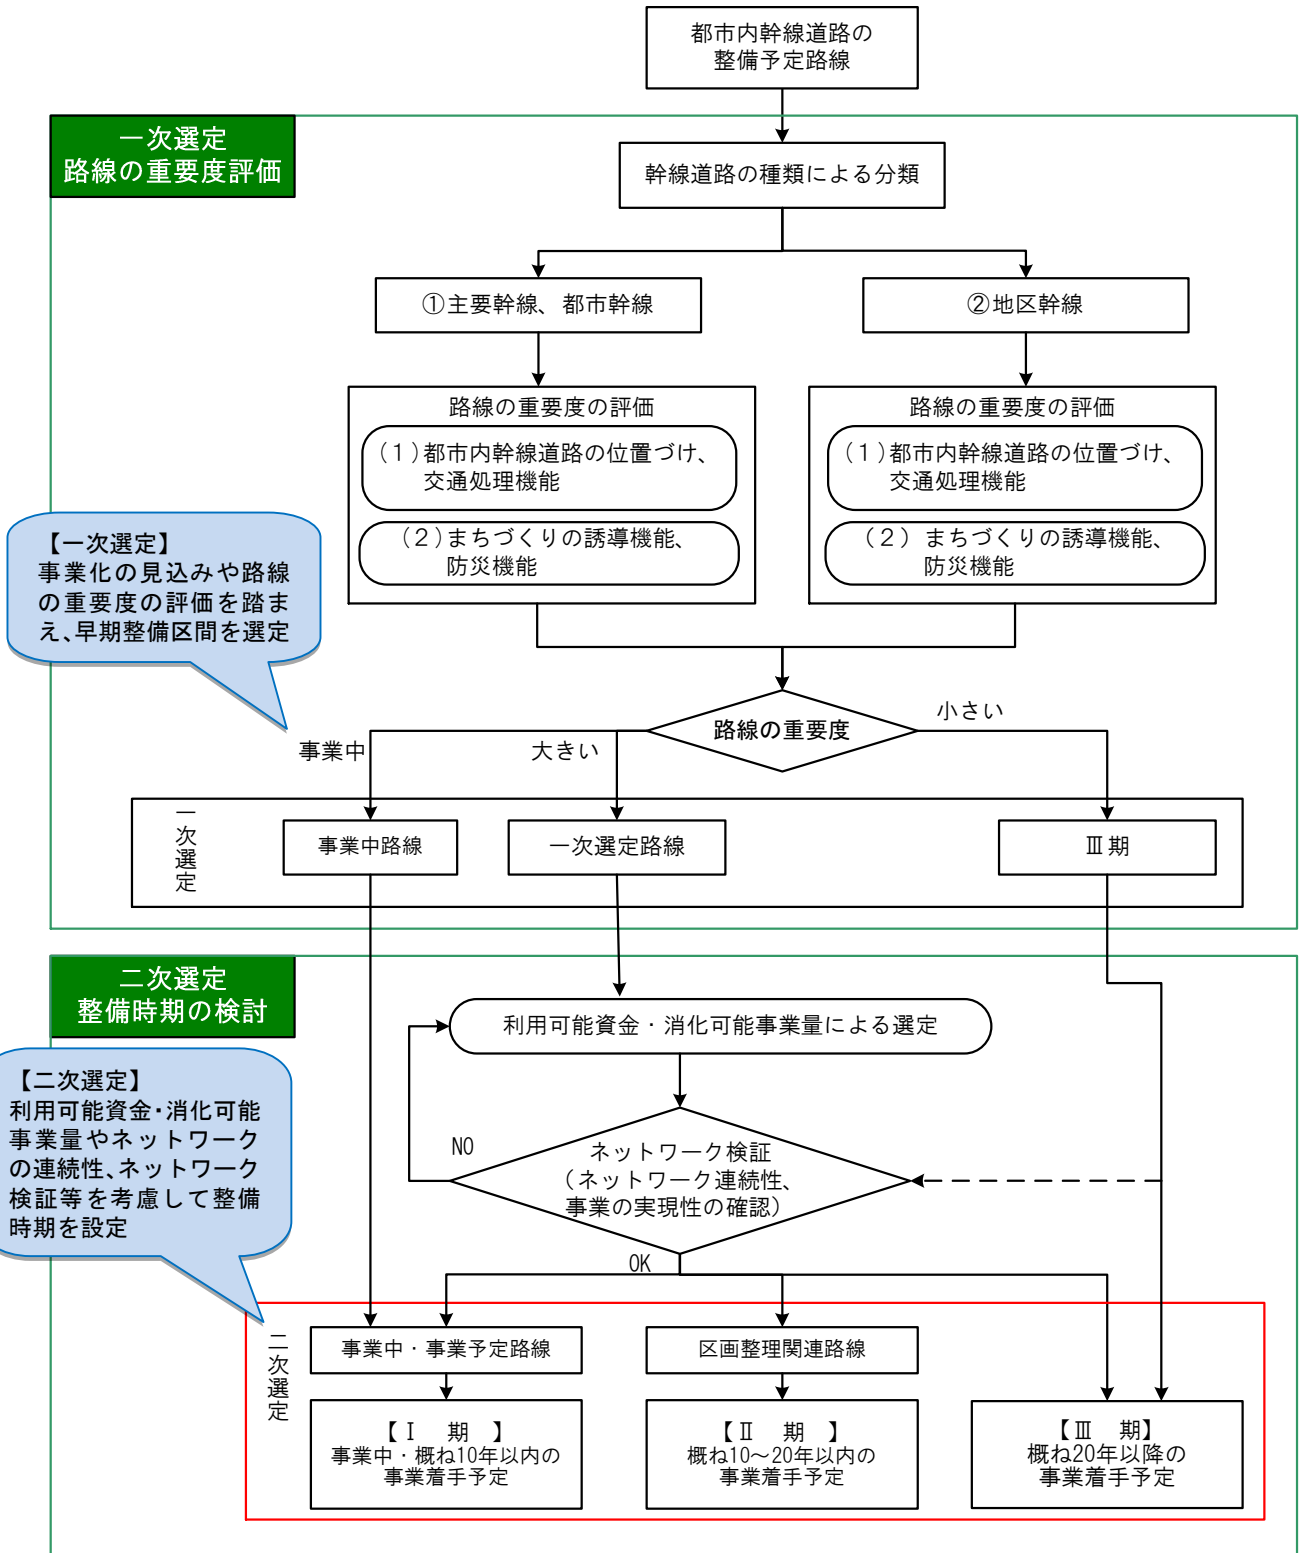 都市内幹線道路の
整備予定路線
一次選定
路線の重要度評価
幹線道路の種類による分類
①主要幹線、都市幹線
②地区幹線
路線の重要度の評価
(1)都市内幹線道路の位置づけ、
交通処理機能
(2)まちづくりの誘導機能、
防災機能
路線の重要度の評価
(1)都市内幹線道路の位置づけ、
交通処理機能
(2) まちづくりの誘導機能、
防災機能
【一次選定】
事業化の見込みや路線
の重要度の評価を踏ま
え、早期整備区間を選定
路線の重要度
事業中
大きい
小さい
一次選定
事業中路線
一次選定路線
Ⅲ期
二次選定
整備時期の検討
利用可能資金・消化可能事業量による選定
【二次選定】
利用可能資金・消化可能
事業量やネットワーク
の連続性、ネットワーク
検証等を考慮して整備
時期を設定
NO
ネットワーク検証
(ネットワーク連続性、
事業の実現性の確認)
OK
二次選定
事業中・事業予定路線
区画整理関連路線
【Ⅰ 期 】
事業中・概ね10年以内の
事業着手予定
【Ⅱ 期 】
概ね10～20年以内の
事業着手予定
【Ⅲ 期】
概ね20年以降の
事業着手予定